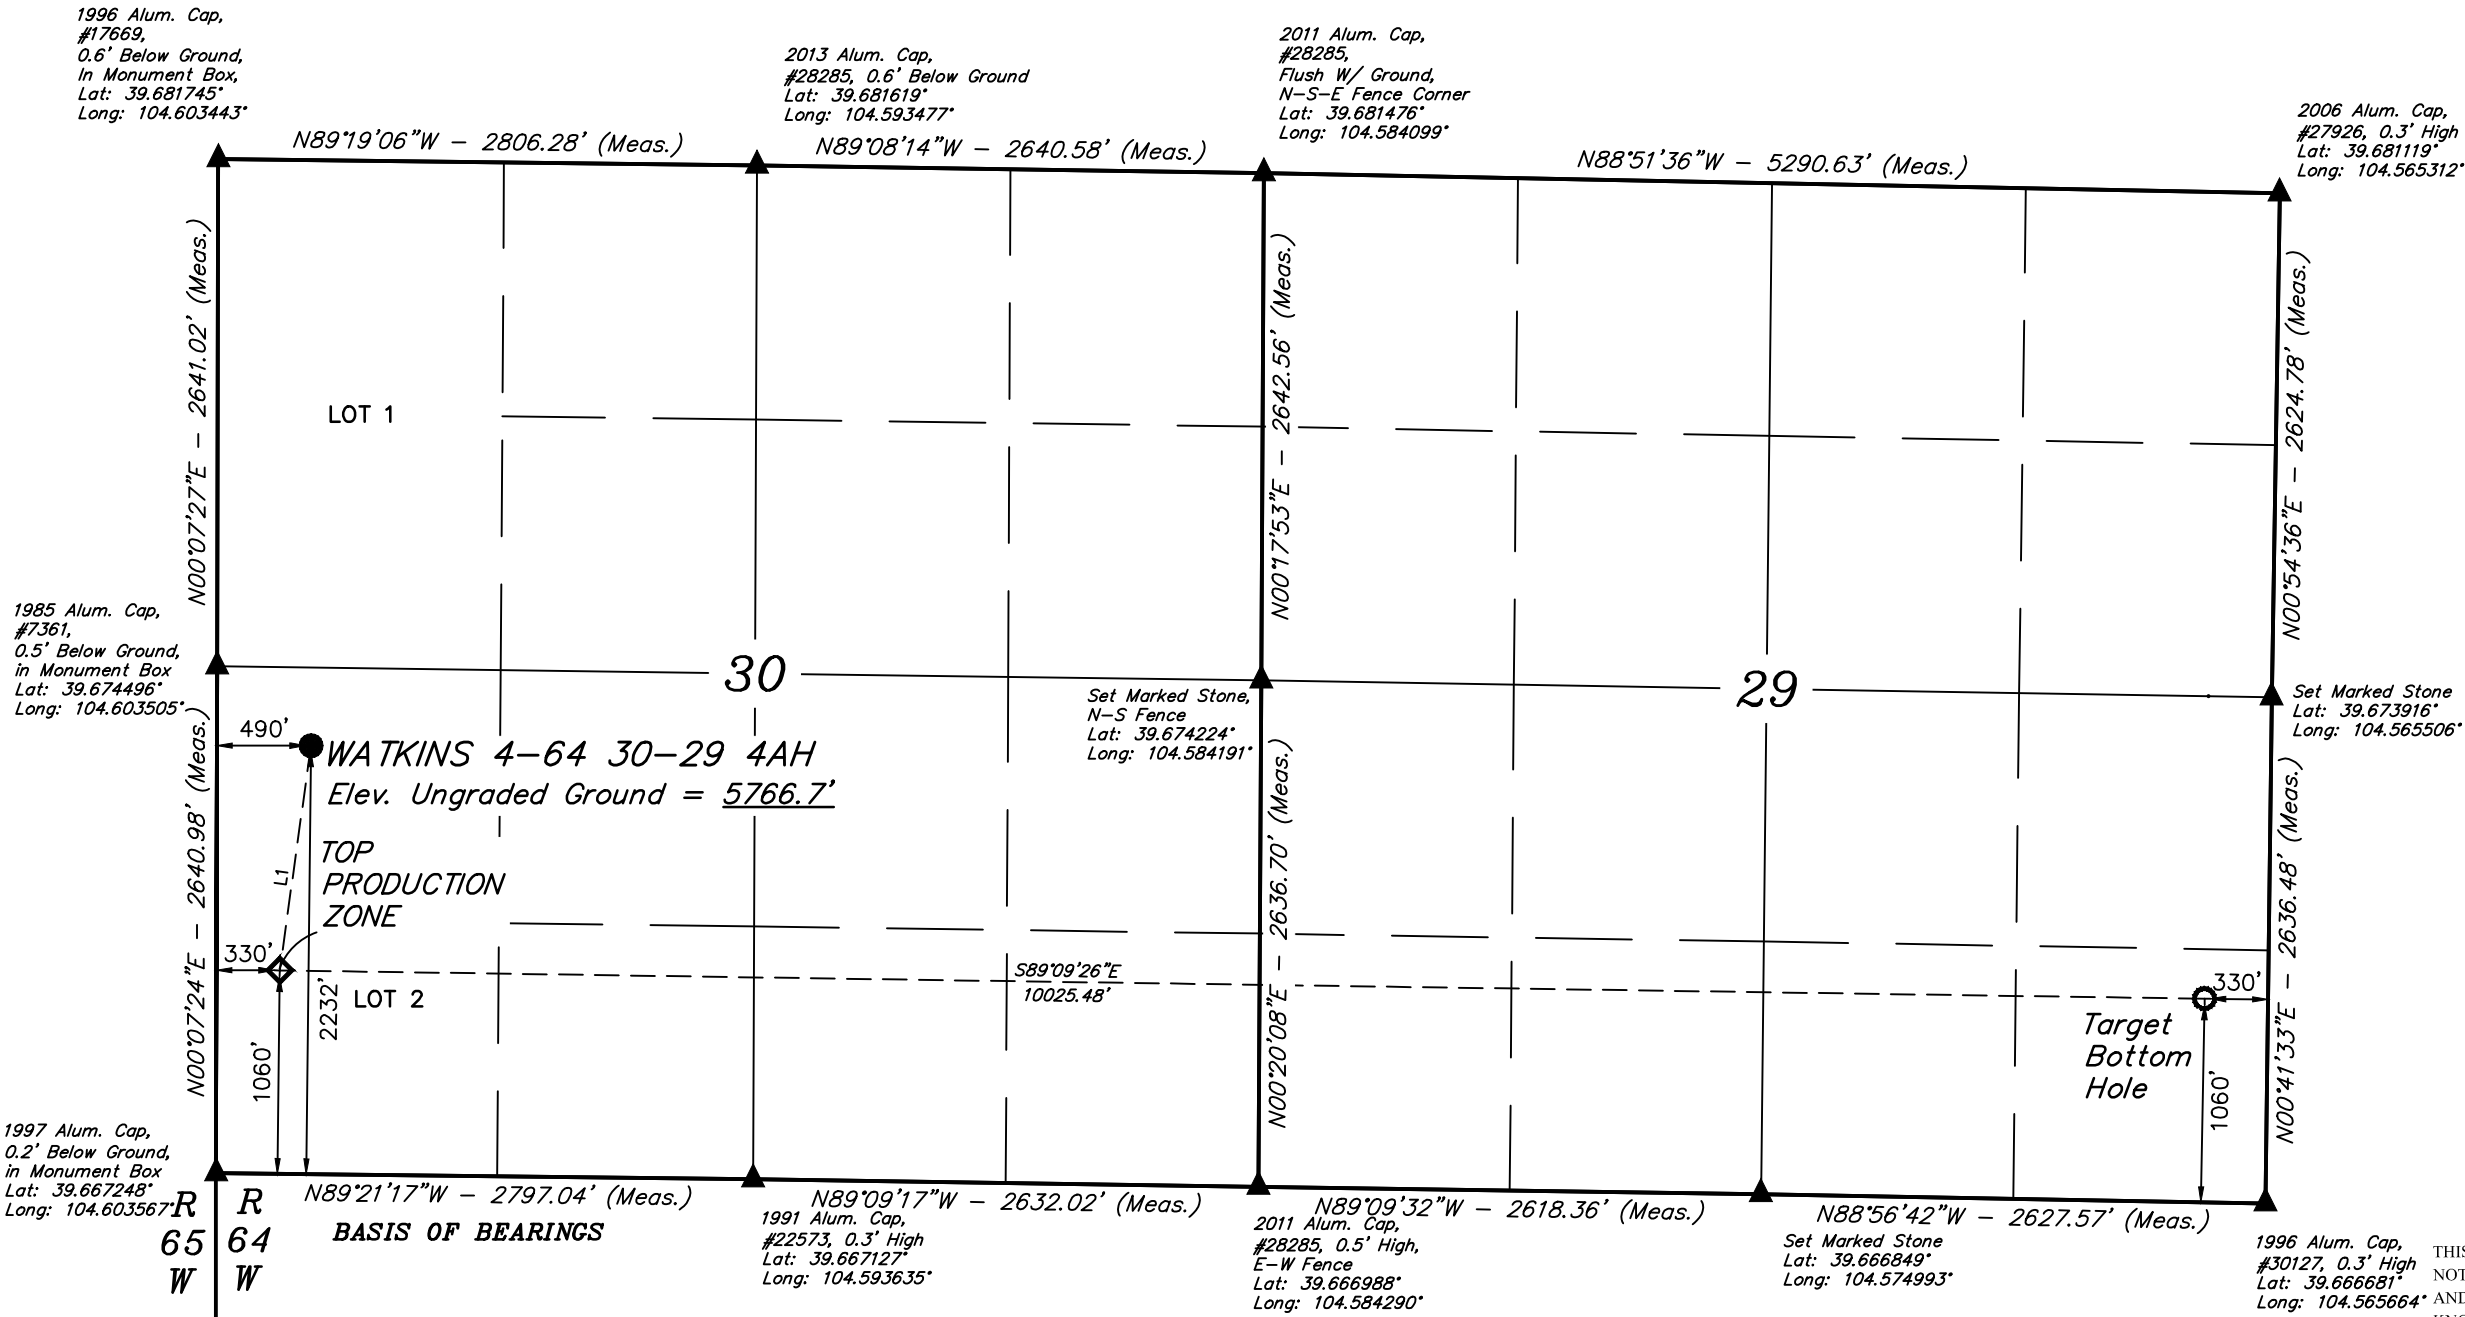 1996 Alum. Cap,
#17669,
0.6' Below Ground,
In Monument Box,
Lat: 39.681745°
Long: 104.603443°
2013 Alum. Cap,
#28285, 0.6' Below Ground
Lat: 39.681619°
Long: 104.593477°
2011 Alum. Cap,
#28285,
Flush W/ Ground,
N-S-E Fence Corner
Lat: 39.681476°
Long: 104.584099°
2006 Alum. Cap,
#27926, 0.3' High
Lat: 39.681119°
Long: 104.565312°
N89°19'06"W - 2806.28' (Meas.)
N89°08'14"W - 2640.58' (Meas.)
N88°51'36"W - 5290.63' (Meas.)
N00°07'27"E - 2641.02' (Meas.)
N00°17'53"E - 2642.56' (Meas.)
N00°54'36"E - 2624.78' (Meas.)
LOT 1
1985 Alum. Cap,
#7361,
0.5' Below Ground,
in Monument Box
Lat: 39.674496°
Long: 104.603505°
30
29
Set Marked Stone,
N-S Fence
Lat: 39.674224°
Long: 104.584191°
Set Marked Stone
Lat: 39.673916°
Long: 104.565506°
490'
WATKINS 4-64 30-29 4AH
Elev. Ungraded Ground = 5766.7'
N00°07'24"E - 2640.98' (Meas.)
N00°20'08"E - 2636.70' (Meas.)
N00°41'33"E - 2636.48' (Meas.)
L1
TOP
PRODUCTION
ZONE
330'
LOT 2
2232'
1060'
S89°09'26"E
10025.48'
330'
Target
Bottom
Hole
1060'
1997 Alum. Cap,
0.2' Below Ground,
in Monument Box
Lat: 39.667248°
Long: 104.603567°
R R
65 64
W W
N89°21'17"W - 2797.04' (Meas.)
BASIS OF BEARINGS
N89°09'17"W - 2632.02' (Meas.)
1991 Alum. Cap,
#22573, 0.3' High
Lat: 39.667127°
Long: 104.593635°
N89°09'32"W - 2618.36' (Meas.)
2011 Alum. Cap,
#28285, 0.5' High,
E-W Fence
Lat: 39.666988°
Long: 104.584290°
N88°56'42"W - 2627.57' (Meas.)
Set Marked Stone
Lat: 39.666849°
Long: 104.574993°
1996 Alum. Cap,
#30127, 0.3' High
Lat: 39.666681°
Long: 104.565664°
THIS
NOT
AND